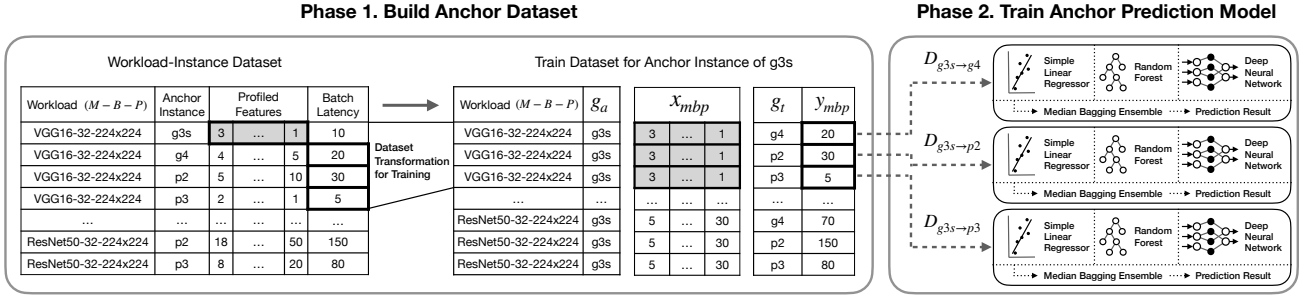 Phase 1. Build Anchor Dataset
Workload-Instance Dataset
Workload (M − B − P) Anchor Instance Profiled Features Batch Latency
VGG16-32-224x224 g3s 3 ... 1 10
VGG16-32-224x224 g4 4 ... 5 20
VGG16-32-224x224 p2 5 ... 10 30
VGG16-32-224x224 p3 2 ... 1 5
... ... ... ...
ResNet50-32-224x224 p2 18 ... 50 150
ResNet50-32-224x224 p3 8 ... 20 80
Dataset
Transformation
for Training
Train Dataset for Anchor Instance of g3s
Workload (M − B − P) g_a x_mbp g_t y_mbp
VGG16-32-224x224 g3s 3 ... 1 g4 20
VGG16-32-224x224 g3s 3 ... 1 p2 30
VGG16-32-224x224 g3s 3 ... 1 p3 5
... ... ... ... ...
ResNet50-32-224x224 g3s 5 ... 30 g4 70
ResNet50-32-224x224 g3s 5 ... 30 p2 150
ResNet50-32-224x224 g3s 5 ... 30 p3 80
Phase 2. Train Anchor Prediction Model
D_g3s→g4
Simple
Linear
Regressor
Random
Forest
Deep
Neural
Network
Median Bagging Ensemble Prediction Result
D_g3s→p2
Simple
Linear
Regressor
Random
Forest
Deep
Neural
Network
Median Bagging Ensemble Prediction Result
D_g3s→p3
Simple
Linear
Regressor
Random
Forest
Deep
Neural
Network
Median Bagging Ensemble Prediction Result